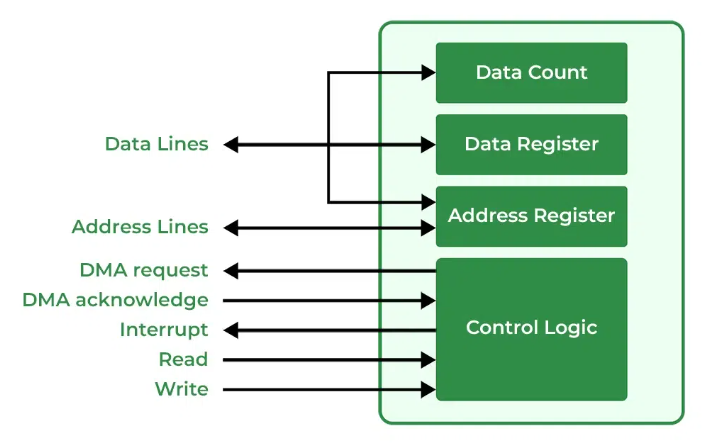 Data Count
Data Lines
Data Register
Address Register
Address Lines
DMA request
DMA acknowledge
Interrupt
Control Logic
Read
Write